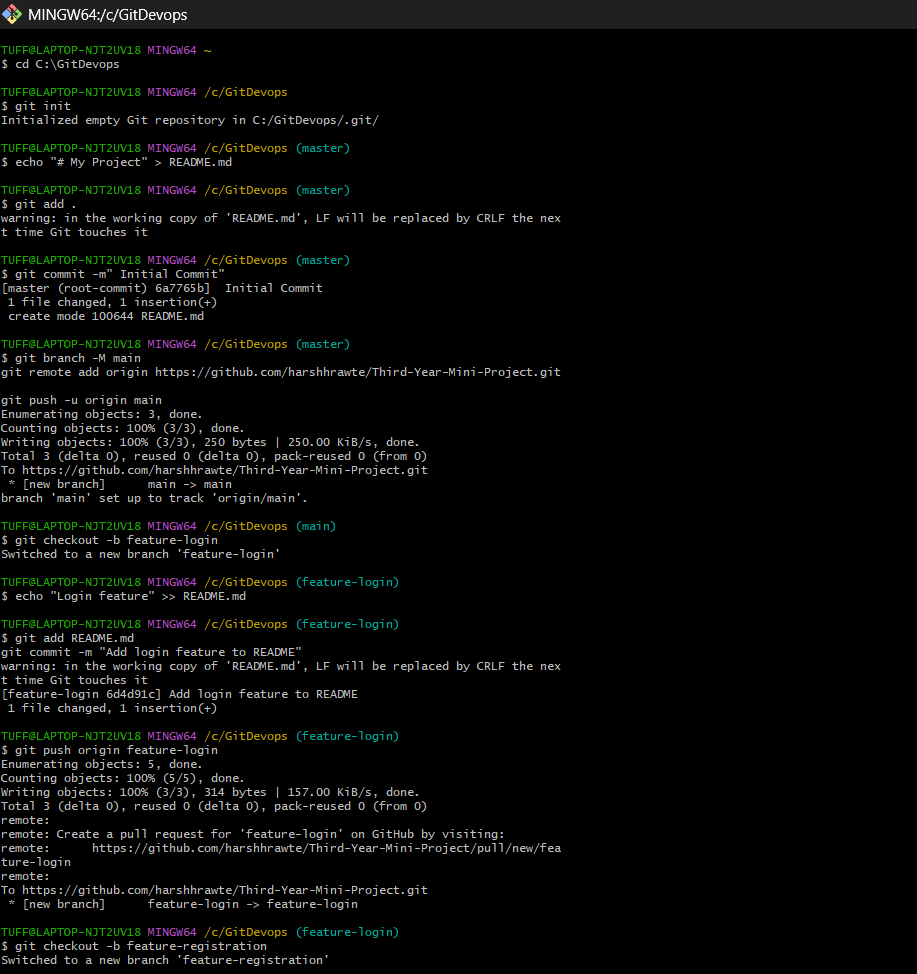 MINGW64:/c/GitDevops
TUFF@LAPTOP-NJT2UV18 MINGW64 ~
$ cd C:\GitDevops
TUFF@LAPTOP-NJT2UV18 MINGW64 /c/GitDevops
$ git init
Initialized empty Git repository in C:/GitDevops/.git/
TUFF@LAPTOP-NJT2UV18 MINGW64 /c/GitDevops (master)
$ echo "# My Project" > README.md
TUFF@LAPTOP-NJT2UV18 MINGW64 /c/GitDevops (master)
$ git add .
warning: in the working copy of 'README.md', LF will be replaced by CRLF the nex
t time Git touches it
TUFF@LAPTOP-NJT2UV18 MINGW64 /c/GitDevops (master)
$ git commit -m" Initial Commit"
[master (root-commit) 6a7765b]  Initial Commit
 1 file changed, 1 insertion(+)
 create mode 100644 README.md
TUFF@LAPTOP-NJT2UV18 MINGW64 /c/GitDevops (master)
$ git branch -M main
git remote add origin https://github.com/harshhrawte/Third-Year-Mini-Project.git
git push -u origin main
Enumerating objects: 3, done.
Counting objects: 100% (3/3), done.
Writing objects: 100% (3/3), 250 bytes | 250.00 KiB/s, done.
Total 3 (delta 0), reused 0 (delta 0), pack-reused 0 (from 0)
To https://github.com/harshhrawte/Third-Year-Mini-Project.git
 * [new branch]      main -> main
branch 'main' set up to track 'origin/main'.
TUFF@LAPTOP-NJT2UV18 MINGW64 /c/GitDevops (main)
$ git checkout -b feature-login
Switched to a new branch 'feature-login'
TUFF@LAPTOP-NJT2UV18 MINGW64 /c/GitDevops (feature-login)
$ echo "Login feature" >> README.md
TUFF@LAPTOP-NJT2UV18 MINGW64 /c/GitDevops (feature-login)
$ git add README.md
git commit -m "Add login feature to README"
warning: in the working copy of 'README.md', LF will be replaced by CRLF the nex
t time Git touches it
[feature-login 6d4d91c] Add login feature to README
 1 file changed, 1 insertion(+)
TUFF@LAPTOP-NJT2UV18 MINGW64 /c/GitDevops (feature-login)
$ git push origin feature-login
Enumerating objects: 5, done.
Counting objects: 100% (5/5), done.
Writing objects: 100% (3/3), 314 bytes | 157.00 KiB/s, done.
Total 3 (delta 0), reused 0 (delta 0), pack-reused 0 (from 0)
remote:
remote: Create a pull request for 'feature-login' on GitHub by visiting:
remote:      https://github.com/harshhrawte/Third-Year-Mini-Project/pull/new/fea
ture-login
remote:
To https://github.com/harshhrawte/Third-Year-Mini-Project.git
 * [new branch]      feature-login -> feature-login
TUFF@LAPTOP-NJT2UV18 MINGW64 /c/GitDevops (feature-login)
$ git checkout -b feature-registration
Switched to a new branch 'feature-registration'